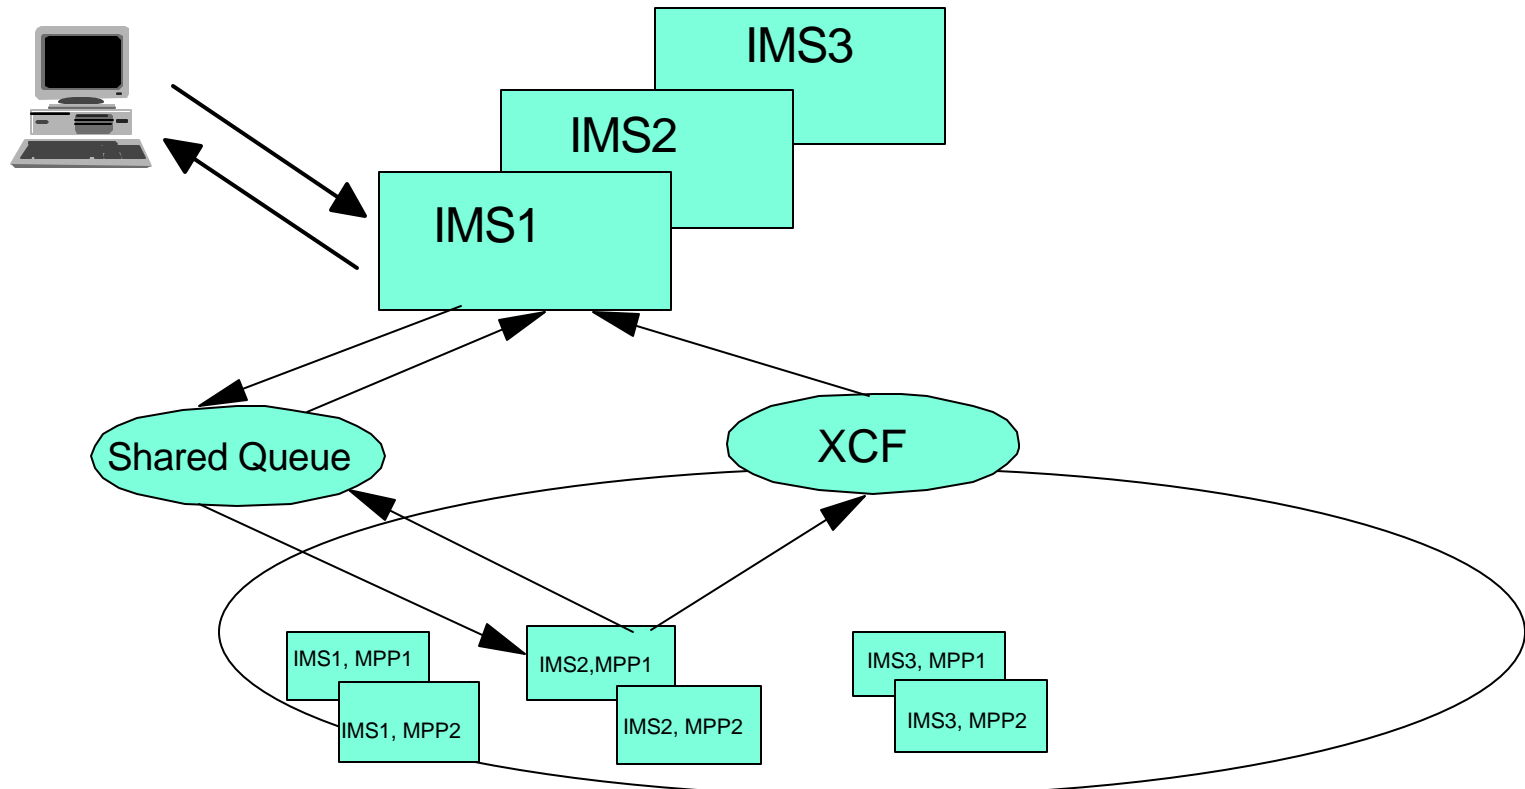 IMS3
IMS2
IMS1
Shared Queue
XCF
IMS1, MPP1
IMS2,MPP1
IMS3, MPP1
IMS1, MPP2
IMS2, MPP2
IMS3, MPP2